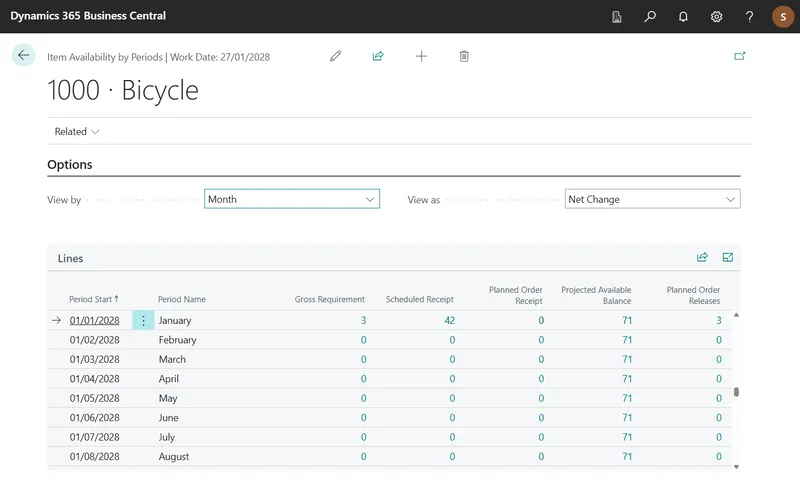 Dynamics 365 Business Central
S
Item Availability by Periods | Work Date: 27/01/2028
1000 · Bicycle
Related
Options
View by Month View as Net Change
Lines
Period Start ↑ Period Name Gross Requirement Scheduled Receipt Planned Order Receipt Projected Available Balance Planned Order Releases
01/01/2028 January 3 42 0 71 3
01/02/2028 February 0 0 0 71 0
01/03/2028 March 0 0 0 71 0
01/04/2028 April 0 0 0 71 0
01/05/2028 May 0 0 0 71 0
01/06/2028 June 0 0 0 71 0
01/07/2028 July 0 0 0 71 0
01/08/2028 August 0 0 0 71 0